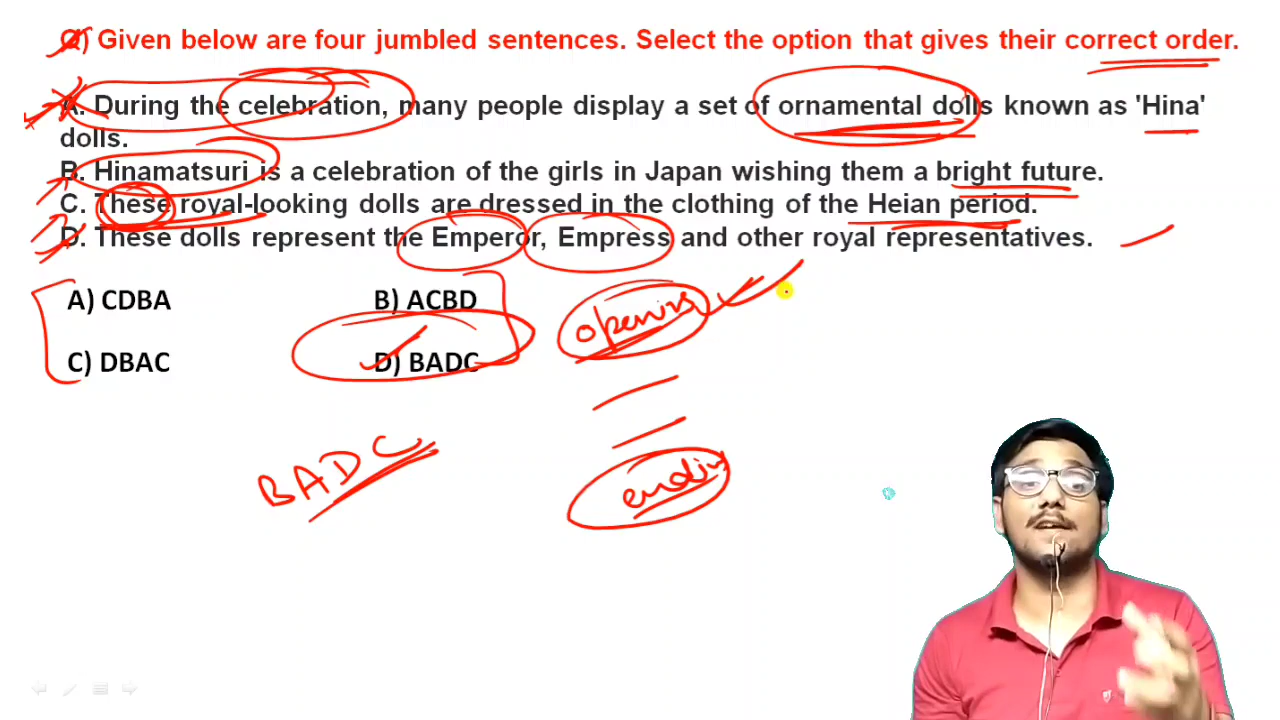 Q) Given below are four jumbled sentences. Select the option that gives their correct order.
A. During the celebration, many people display a set of ornamental dolls known as 'Hina'
dolls.
B. Hinamatsuri is a celebration of the girls in Japan wishing them a bright future.
C. These royal-looking dolls are dressed in the clothing of the Heian period.
D. These dolls represent the Emperor, Empress and other royal representatives.
A) CDBA B) ACBD
C) DBAC D) BADC
opening
BADC
ending